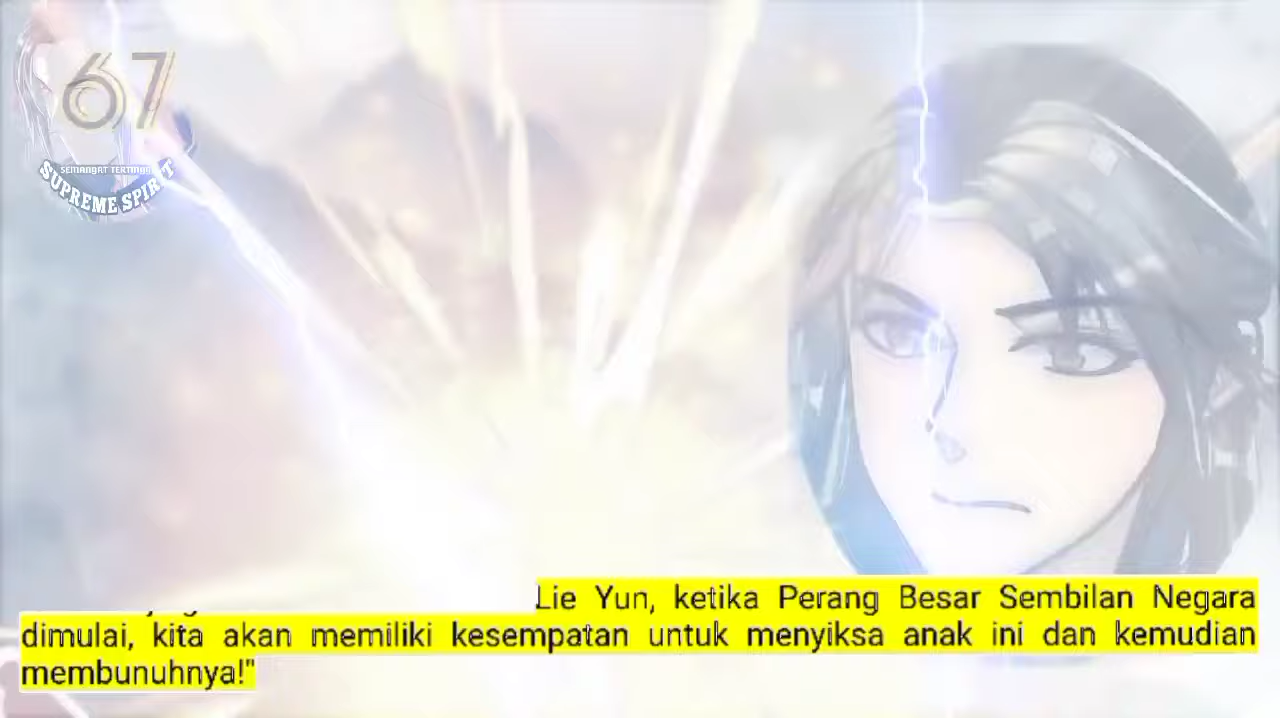 67
SEMANGAT TERTINGGI
SUPREME SPIRIT
Lie Yun, ketika Perang Besar Sembilan Negara
dimulai, kita akan memiliki kesempatan untuk menyiksa anak ini dan kemudian
membunuhnya!"